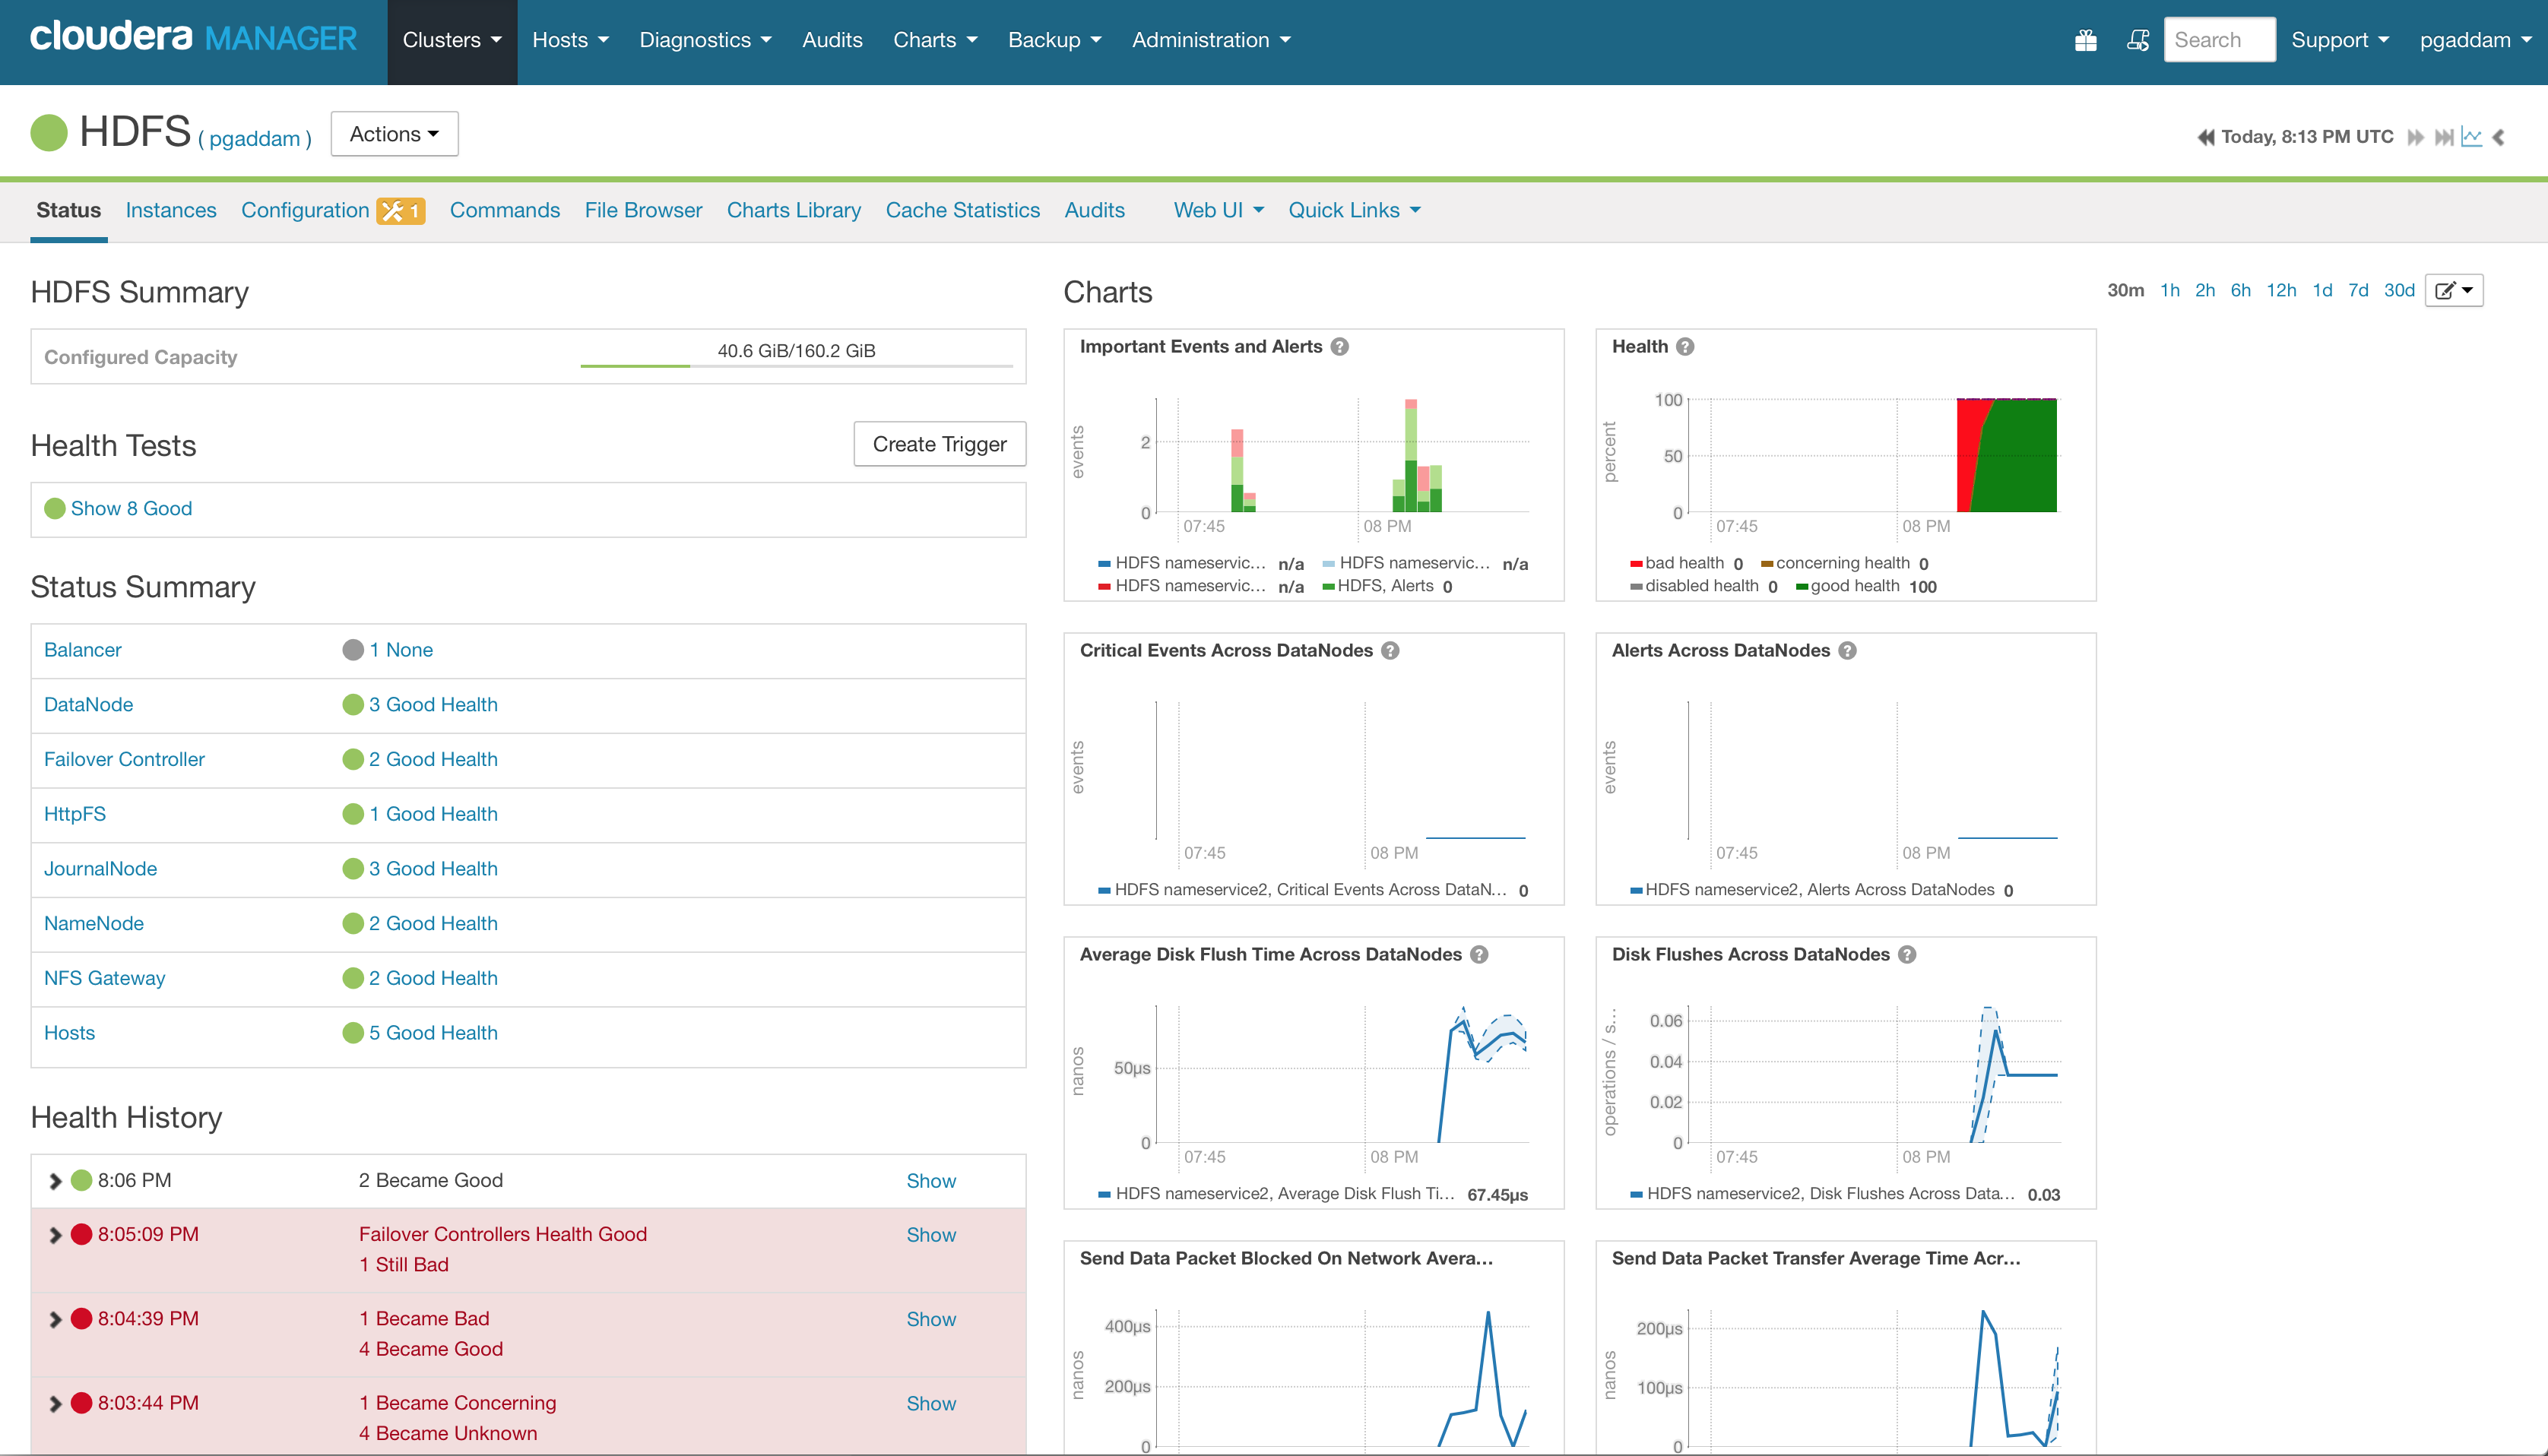 cloudera MANAGER
Clusters Hosts Diagnostics Audits Charts Backup Administration Search Support pgaddam
HDFS ( pgaddam ) Actions
Today, 8:13 PM UTC
Status Instances Configuration 1 Commands File Browser Charts Library Cache Statistics Audits Web UI Quick Links
HDFS Summary
Configured Capacity 40.6 GiB/160.2 GiB
Health Tests
Create Trigger
Show 8 Good
Status Summary
Balancer 1 None
DataNode 3 Good Health
Failover Controller 2 Good Health
HttpFS 1 Good Health
JournalNode 3 Good Health
NameNode 2 Good Health
NFS Gateway 2 Good Health
Hosts 5 Good Health
Health History
8:06 PM 2 Became Good Show
8:05:09 PM Failover Controllers Health Good Show
1 Still Bad
8:04:39 PM 1 Became Bad Show
4 Became Good
8:03:44 PM 1 Became Concerning Show
4 Became Unknown
Charts
30m 1h 2h 6h 12h 1d 7d 30d
Important Events and Alerts ?
events
2
0
07:45 08 PM
HDFS nameservic... n/a HDFS nameservic... n/a
HDFS nameservic... n/a HDFS, Alerts 0
Health ?
percent
100
50
0
07:45 08 PM
bad health 0 concerning health 0
disabled health 0 good health 100
Critical Events Across DataNodes ?
events
07:45 08 PM
HDFS nameservice2, Critical Events Across DataN... 0
Alerts Across DataNodes ?
events
07:45 08 PM
HDFS nameservice2, Alerts Across DataNodes 0
Average Disk Flush Time Across DataNodes ?
nanos
50µs
0
07:45 08 PM
HDFS nameservice2, Average Disk Flush Ti... 67.45µs
Disk Flushes Across DataNodes ?
operations / s...
0.06
0.04
0.02
0
07:45 08 PM
HDFS nameservice2, Disk Flushes Across Data... 0.03
Send Data Packet Blocked On Network Avera...
nanos
400µs
200µs
0
Send Data Packet Transfer Average Time Acr...
nanos
200µs
100µs
0